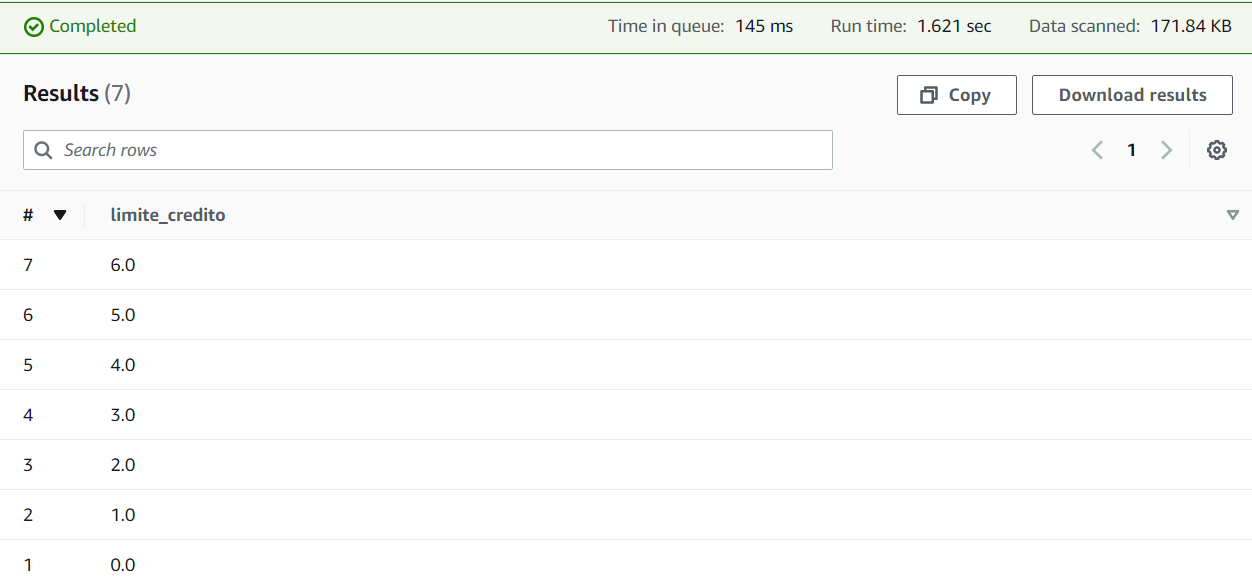 Completed Time in queue: 145 ms Run time: 1.621 sec Data scanned: 171.84 KB
Results (7) Copy Download results
Search rows 1
# limite_credito
7 6.0
6 5.0
5 4.0
4 3.0
3 2.0
2 1.0
1 0.0